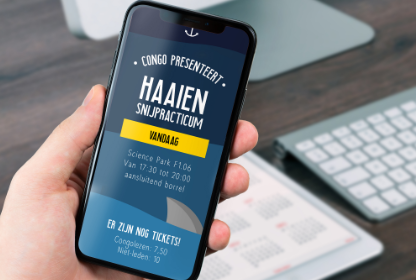 CONGO PRESENTEERT
HAAIEN
SNIJPRACTICUM
VANDAAG
Science Park F1.06
Van 17:30 tot 20:00
aansluitend borrel
ER ZIJN NOG TICKETS!
Congolezen: 7,50
Niet-leden: 10